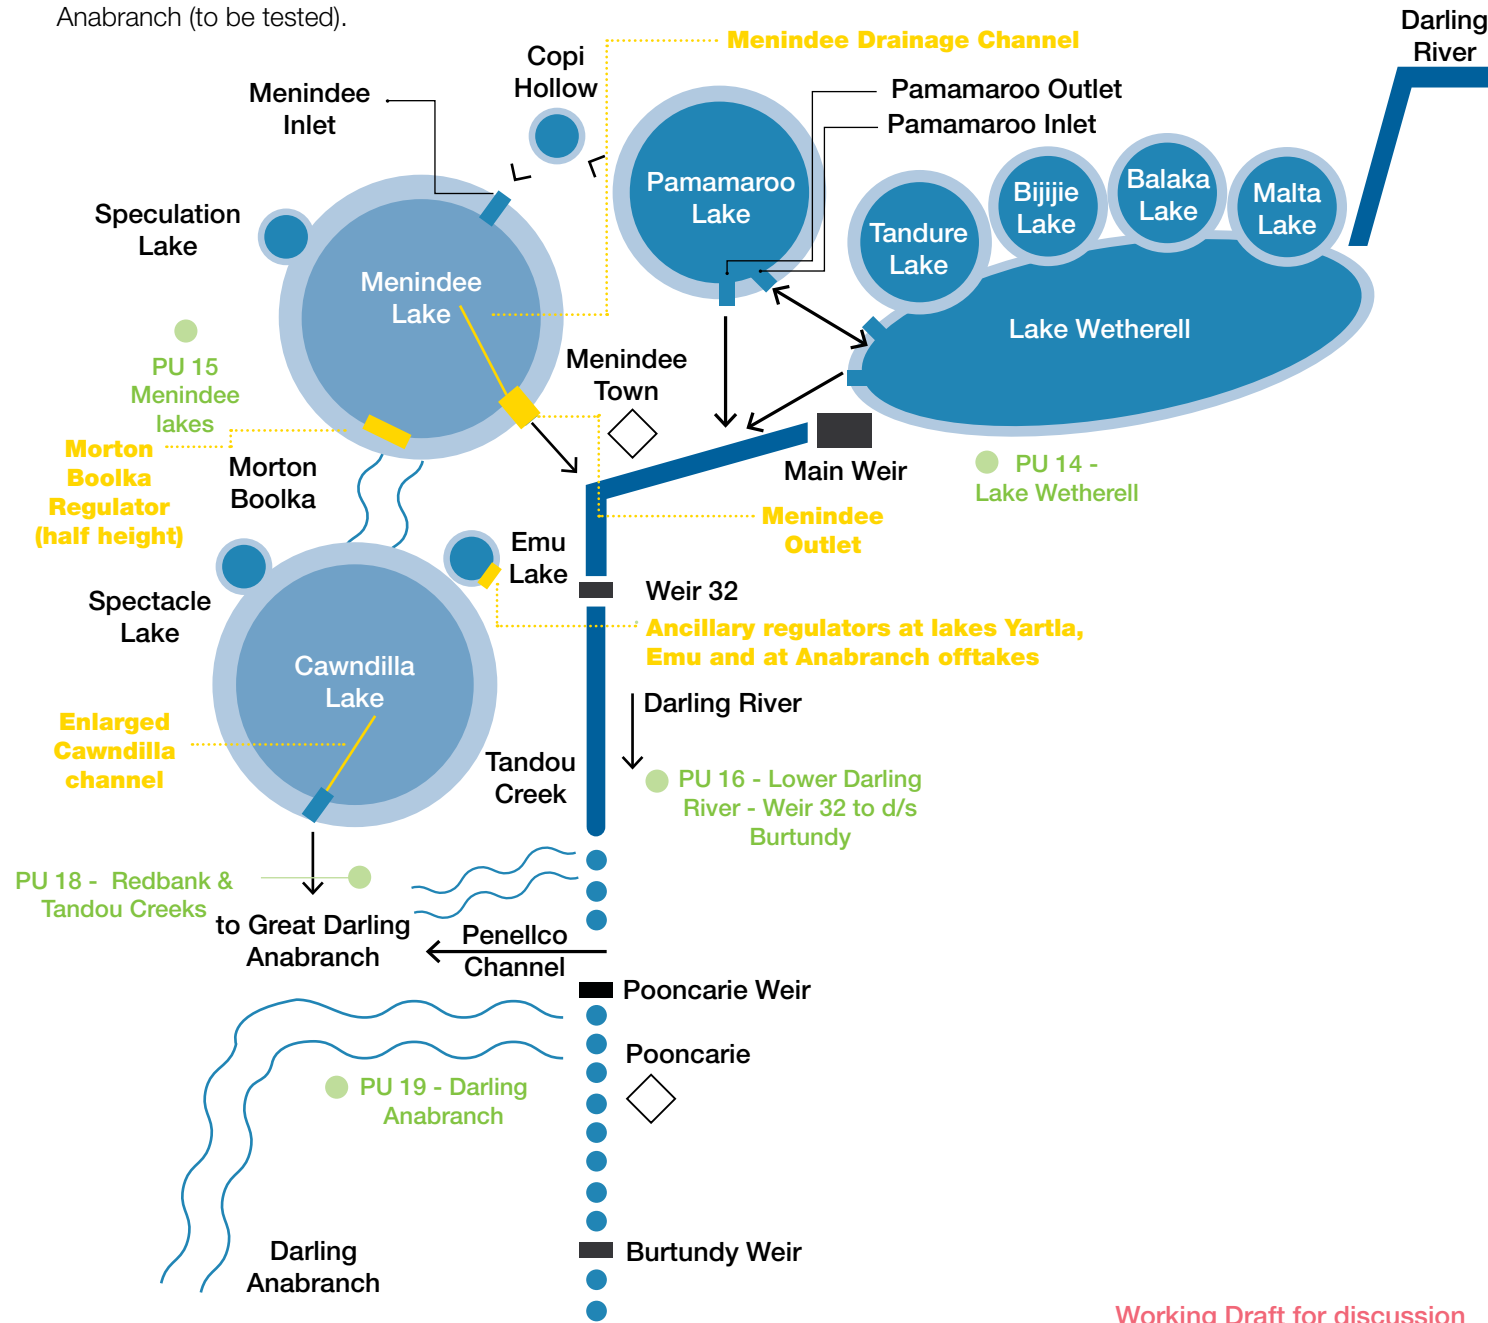 Anabranch (to be tested).
Darling
River
Menindee Drainage Channel
Copi
Hollow
Menindee
Inlet
Pamamaroo Outlet
Pamamaroo Inlet
Pamamaroo
Lake
Speculation
Lake
Tandure
Lake
Bijijie
Lake
Balaka
Lake
Malta
Lake
Menindee
Lake
Lake Wetherell
PU 15
Menindee
lakes
Menindee
Town
Morton
Boolka
Regulator
(half height)
Morton
Boolka
Main Weir
PU 14 -
Lake Wetherell
Menindee
Outlet
Emu
Lake
Weir 32
Spectacle
Lake
Ancillary regulators at lakes Yartla,
Emu and at Anabranch offtakes
Cawndilla
Lake
Darling River
Enlarged
Cawndilla
channel
Tandou
Creek
PU 16 - Lower Darling
River - Weir 32 to d/s
Burtundy
PU 18 - Redbank &
Tandou Creeks
to Great Darling
Anabranch
Penellco
Channel
Pooncarie Weir
Pooncarie
PU 19 - Darling
Anabranch
Darling
Anabranch
Burtundy Weir
Working Draft for discussion